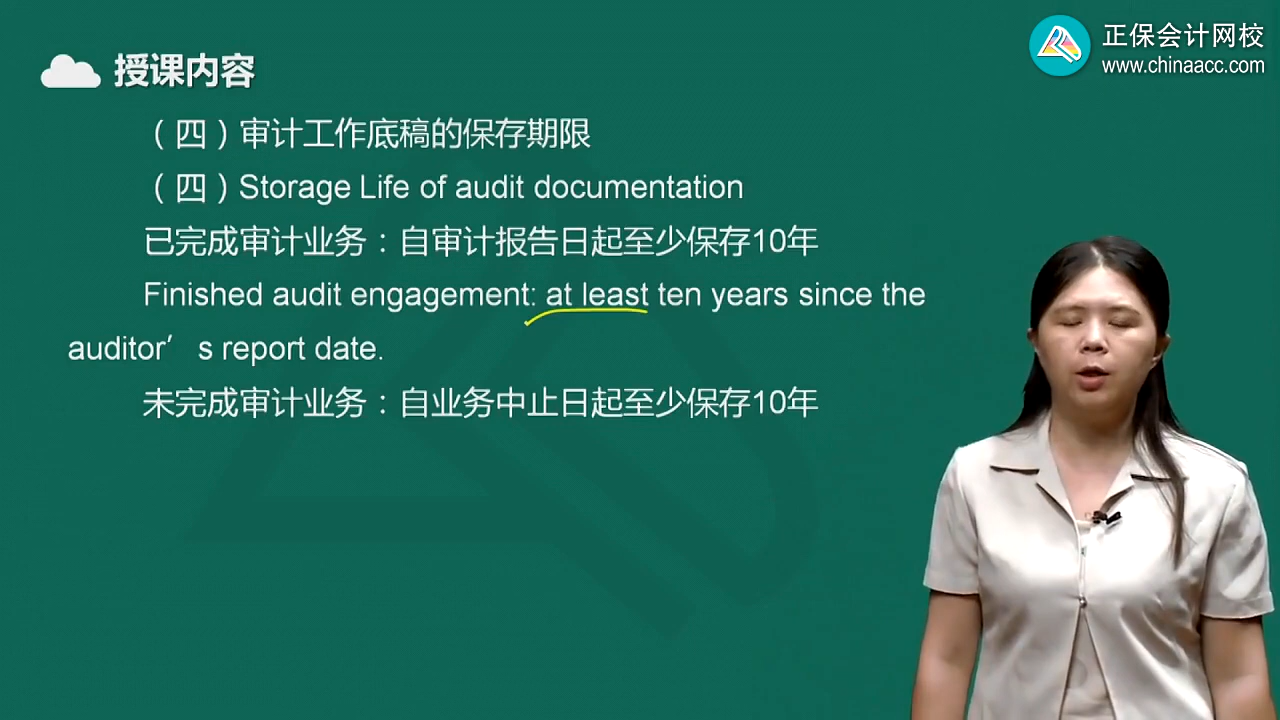 正保会计网校
www.chinaacc.com
授课内容
（四）审计工作底稿的保存期限
（四）Storage Life of audit documentation
已完成审计业务：自审计报告日起至少保存10年
Finished audit engagement: at least ten years since the
auditor’s report date.
未完成审计业务：自业务中止日起至少保存10年